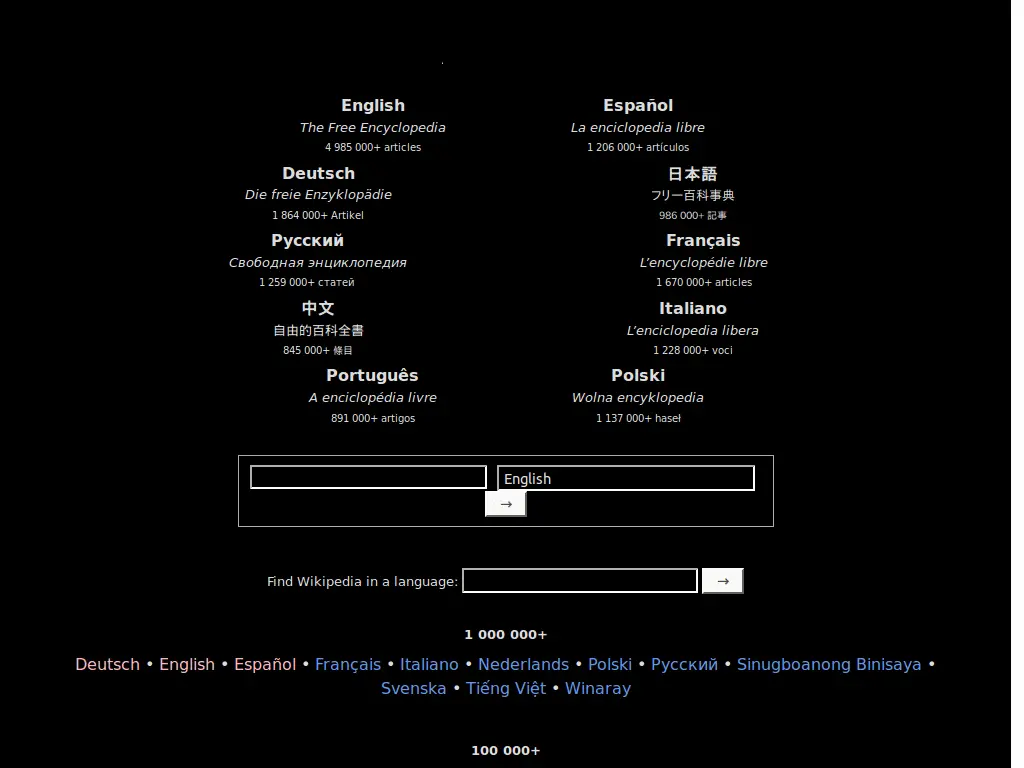 English
The Free Encyclopedia
4 985 000+ articles
Español
La enciclopedia libre
1 206 000+ artículos
Deutsch
Die freie Enzyklopädie
1 864 000+ Artikel
日本語
フリー百科事典
986 000+ 記事
Русский
Свободная энциклопедия
1 259 000+ статей
Français
L’encyclopédie libre
1 670 000+ articles
中文
自由的百科全書
845 000+ 條目
Italiano
L’enciclopedia libera
1 228 000+ voci
Português
A enciclopédia livre
891 000+ artigos
Polski
Wolna encyklopedia
1 137 000+ haseł
English
→
Find Wikipedia in a language: →
1 000 000+
Deutsch • English • Español • Français • Italiano • Nederlands • Polski • Русский • Sinugboanong Binisaya •
Svenska • Tiếng Việt • Winaray
100 000+